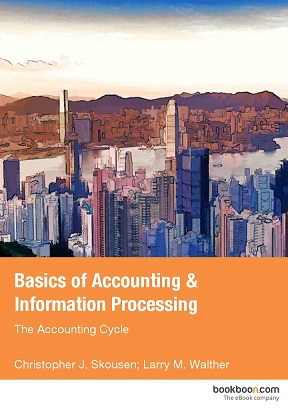 Basics of Accounting &
Information Processing
The Accounting Cycle
Christopher J. Skousen; Larry M. Walther
bookboon.com
The eBook company